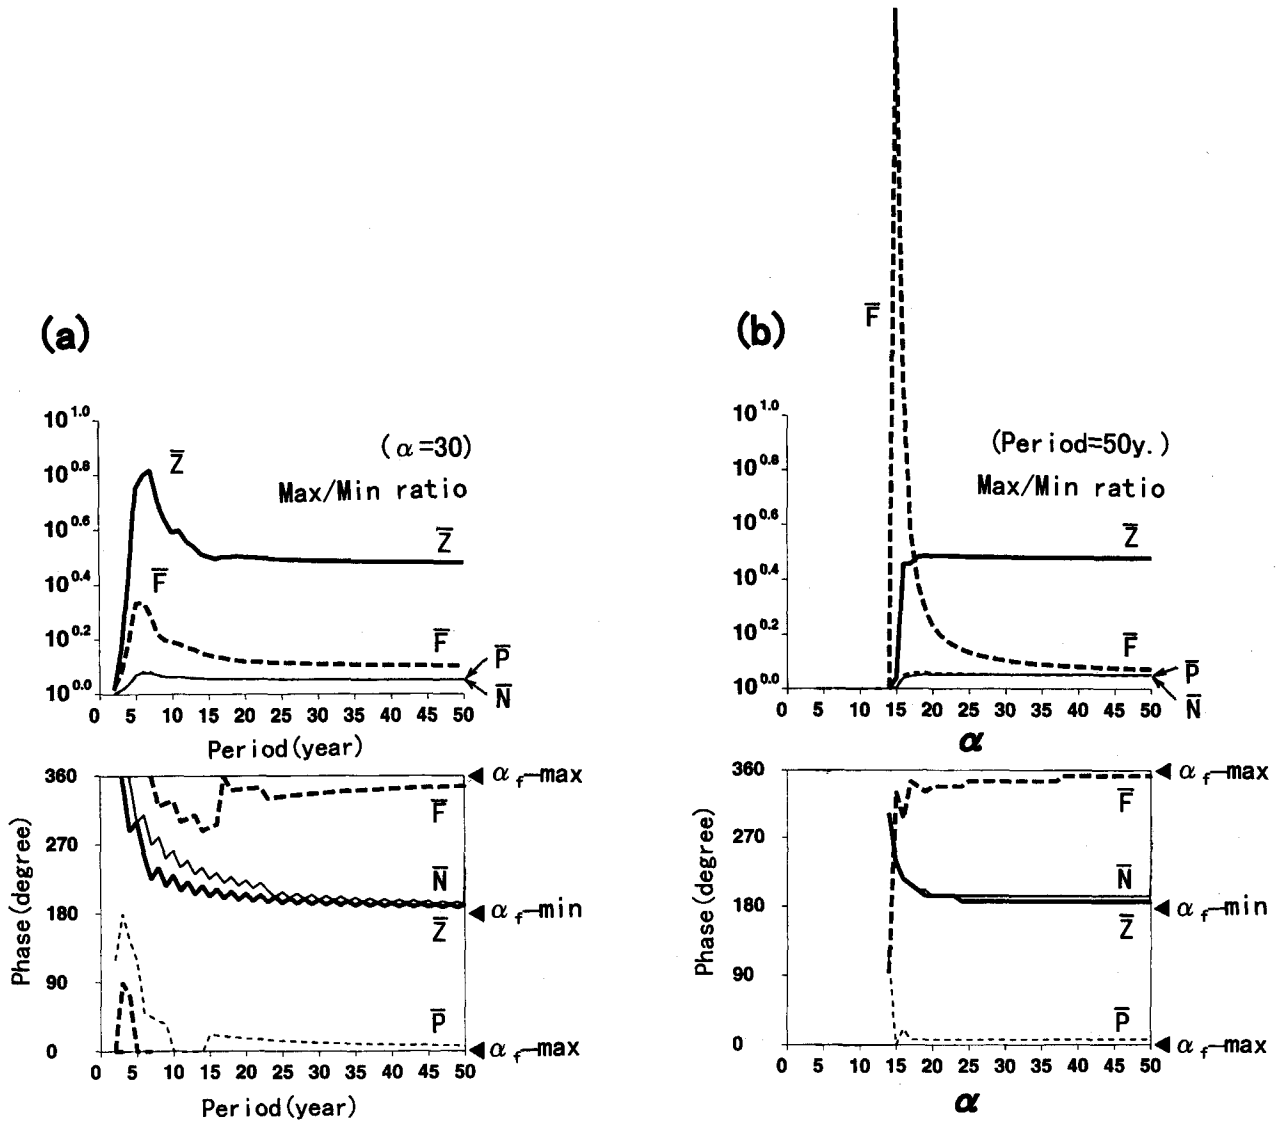 (a)
10^1.0
10^0.8
10^0.6
10^0.4
10^0.2
10^0.0
(α=30)
Max/Min ratio
Z̅
Z̅
F̅
F̅
P̅
N̅
0 5 10 15 20 25 30 35 40 45 50
Period(year)
360
270
180
90
0
Phase(degree)
F̅
N̅
Z̅
P̅
◀ α_f-max
◀ α_f-min
◀ α_f-max
0 5 10 15 20 25 30 35 40 45 50
Period(year)
(b)
10^1.0
10^0.8
10^0.6
10^0.4
10^0.2
10^0.0
(Period=50y.)
Max/Min ratio
F̅
Z̅
F̅
P̅
N̅
0 5 10 15 20 25 30 35 40 45 50
α
360
270
180
90
0
Phase(degree)
F̅
N̅
Z̅
P̅
◀ α_f-max
◀ α_f-min
◀ α_f-max
0 5 10 15 20 25 30 35 40 45 50
α